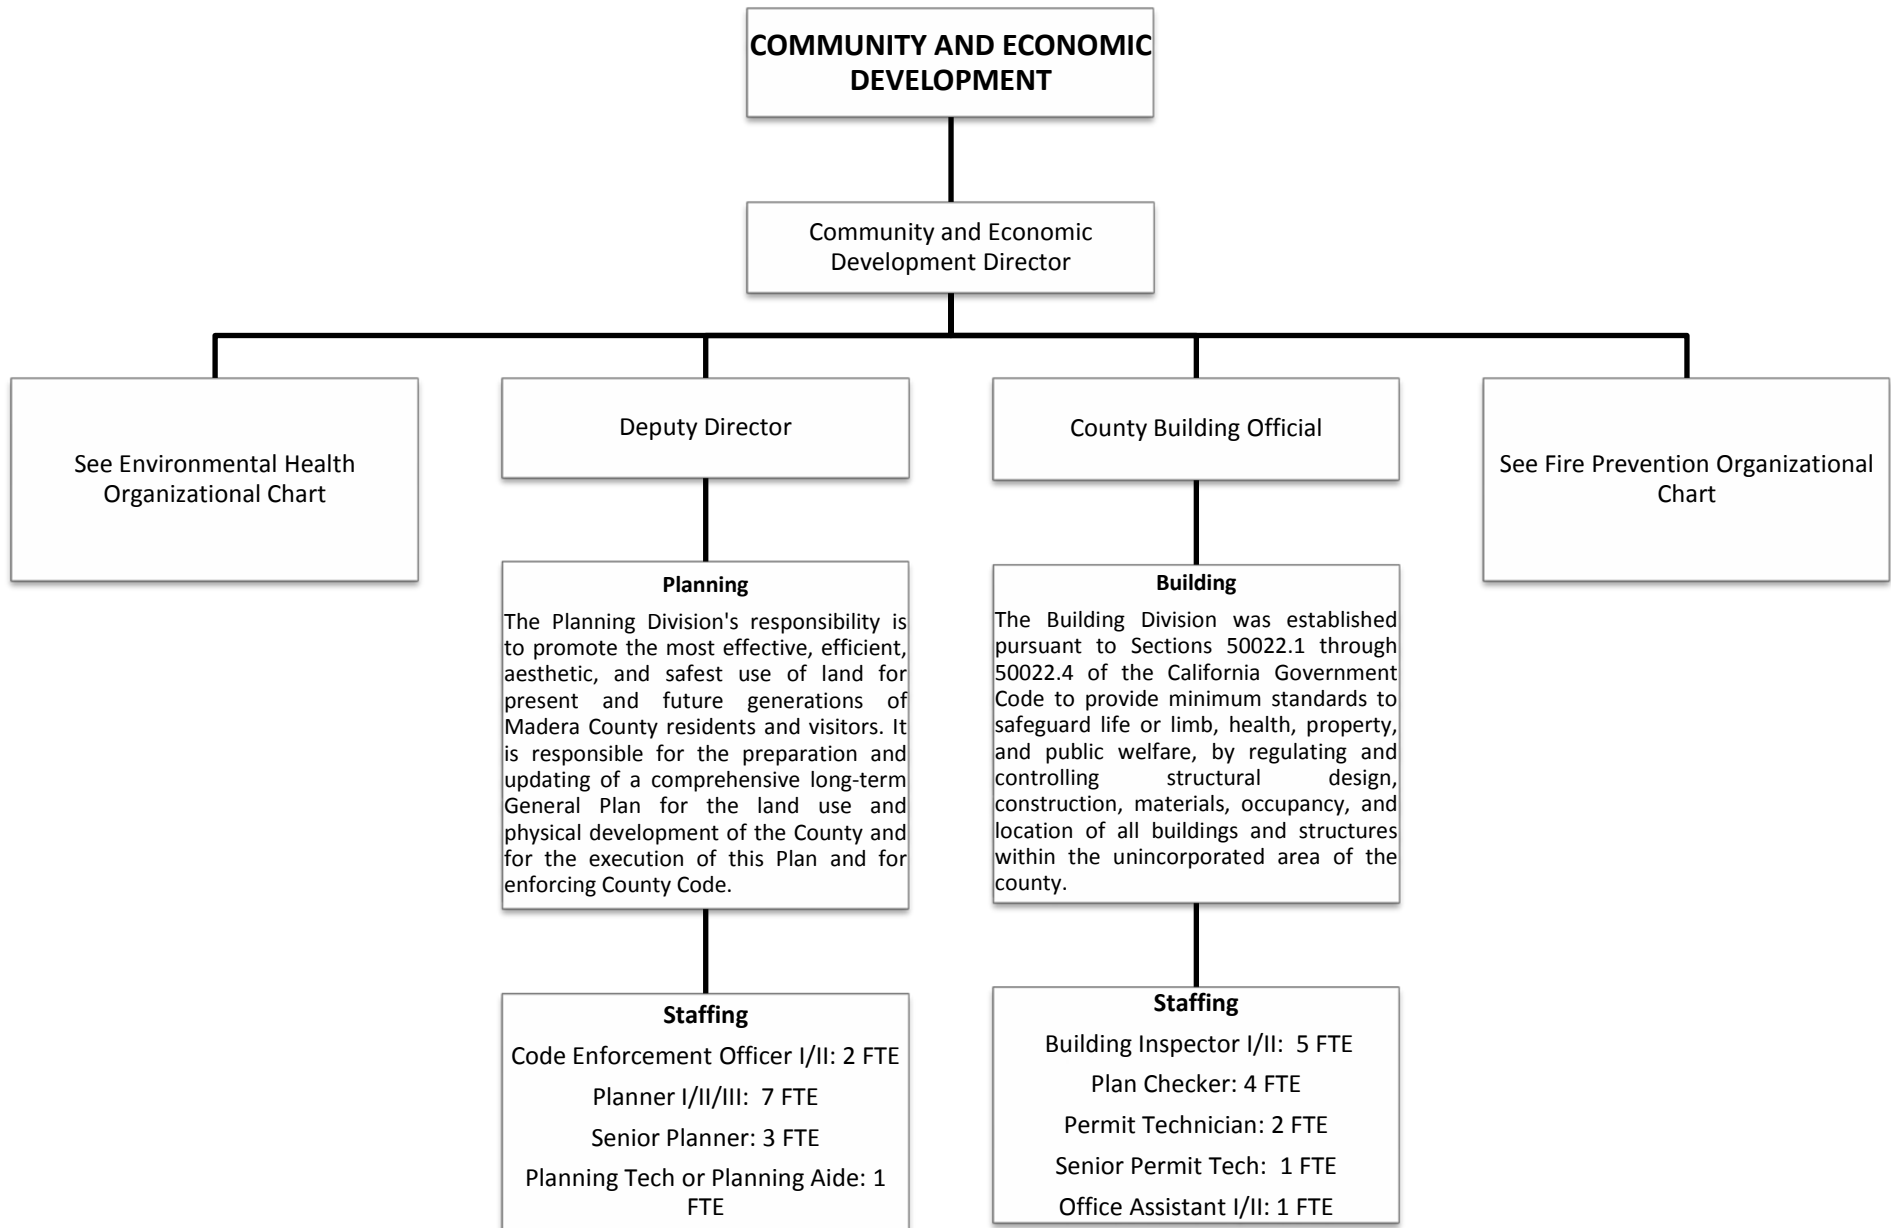 COMMUNITY AND ECONOMIC
DEVELOPMENT
Community and Economic
Development Director
See Environmental Health
Organizational Chart
Deputy Director
County Building Official
See Fire Prevention Organizational
Chart
Planning
The Planning Division's responsibility is
to promote the most effective, efficient,
aesthetic, and safest use of land for
present and future generations of
Madera County residents and visitors. It
is responsible for the preparation and
updating of a comprehensive long-term
General Plan for the land use and
physical development of the County and
for the execution of this Plan and for
enforcing County Code.
Building
The Building Division was established
pursuant to Sections 50022.1 through
50022.4 of the California Government
Code to provide minimum standards to
safeguard life or limb, health, property,
and public welfare, by regulating and
controlling structural design,
construction, materials, occupancy, and
location of all buildings and structures
within the unincorporated area of the
county.
Staffing
Code Enforcement Officer I/II: 2 FTE
Planner I/II/III: 7 FTE
Senior Planner: 3 FTE
Planning Tech or Planning Aide: 1
FTE
Staffing
Building Inspector I/II: 5 FTE
Plan Checker: 4 FTE
Permit Technician: 2 FTE
Senior Permit Tech: 1 FTE
Office Assistant I/II: 1 FTE